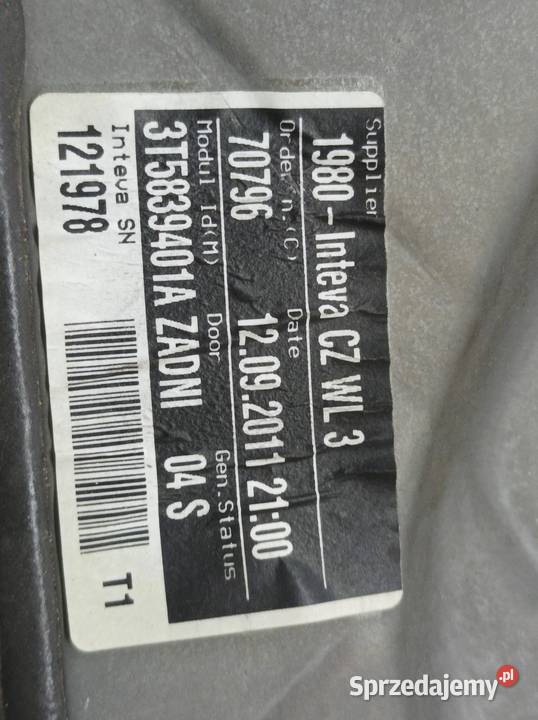 Supplier
1980 - Inteva CZ WL 3
Order n.(C) Date
70796 12.09.2011 21:00
Modul Id(M) Door Gen.Status
3T5839401A ZADNI 04 S
Inteva SN
121978 T1
Sprzedajemy.pl